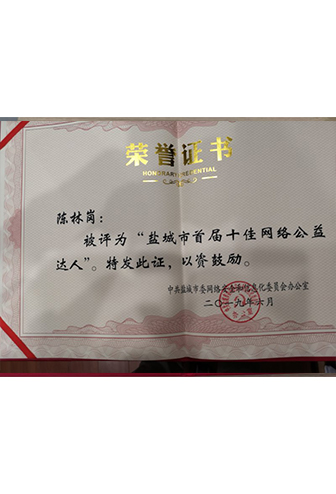 荣誉证书
HONORARY CREDENTIAL
陈林岗：
被评为“盐城市首届十佳网络公益
达人”。特发此证，以资鼓励。
中共盐城市委网络安全和信息化委员会办公室
二〇一九年六月